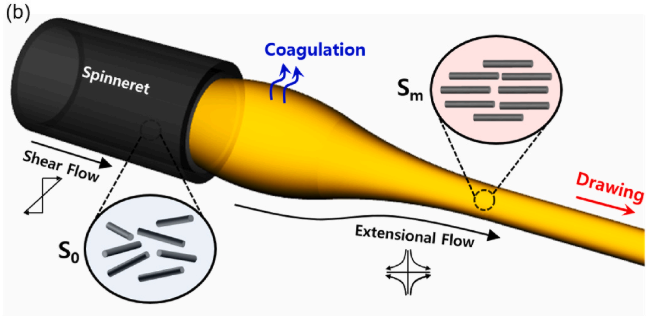 (b)
Coagulation
Spinneret
Sm
Shear Flow
Drawing
S0
Extensional Flow